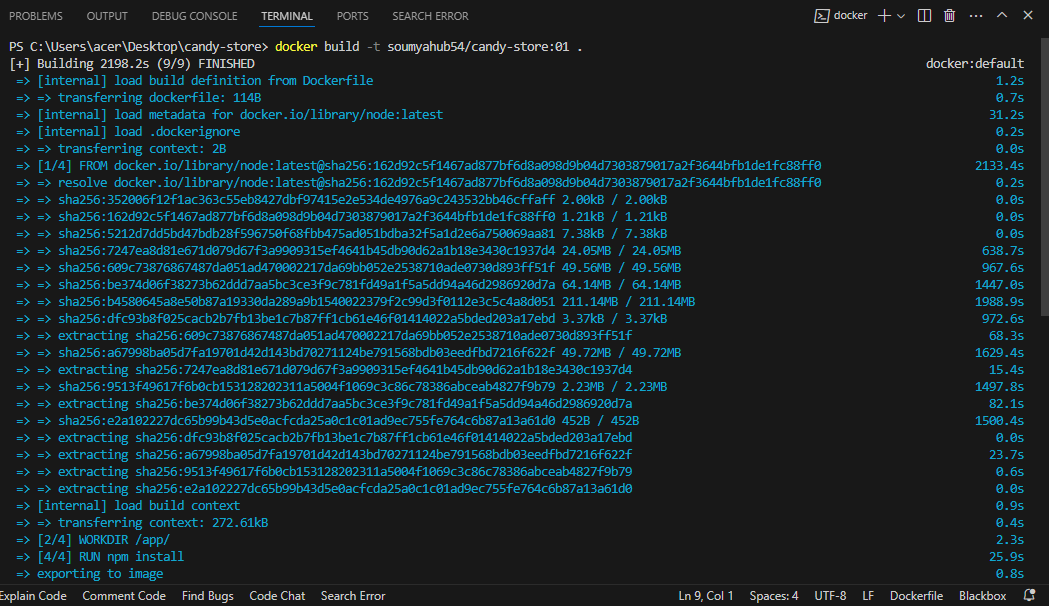 PROBLEMS OUTPUT DEBUG CONSOLE TERMINAL PORTS SEARCH ERROR docker
PS C:\Users\acer\Desktop\candy-store> docker build -t soumyahub54/candy-store:01 .
[+] Building 2198.2s (9/9) FINISHED docker:default
=> [internal] load build definition from Dockerfile 1.2s
=> => transferring dockerfile: 114B 0.7s
=> [internal] load metadata for docker.io/library/node:latest 31.2s
=> [internal] load .dockerignore 0.2s
=> => transferring context: 2B 0.0s
=> [1/4] FROM docker.io/library/node:latest@sha256:162d92c5f1467ad877bf6d8a098d9b04d7303879017a2f3644bfb1de1fc88ff0 2133.4s
=> => resolve docker.io/library/node:latest@sha256:162d92c5f1467ad877bf6d8a098d9b04d7303879017a2f3644bfb1de1fc88ff0 0.2s
=> => sha256:352006f12f1ac363c55eb8427dbf97415e2e534de4976a9c243532bb46cffaff 2.00kB / 2.00kB 0.0s
=> => sha256:162d92c5f1467ad877bf6d8a098d9b04d7303879017a2f3644bfb1de1fc88ff0 1.21kB / 1.21kB 0.0s
=> => sha256:5212d7dd5bd47bdb28f596750f68fbb475ad051bdba32f5a1d2e6a750069aa81 7.38kB / 7.38kB 0.0s
=> => sha256:7247ea8d81e671d079d67f3a9909315ef4641b45db90d62a1b18e3430c1937d4 24.05MB / 24.05MB 638.7s
=> => sha256:609c73876867487da051ad470002217da69bb052e2538710ade0730d893ff51f 49.56MB / 49.56MB 967.6s
=> => sha256:be374d06f38273b62ddd7aa5bc3ce3f9c781fd49a1f5a5dd94a46d2986920d7a 64.14MB / 64.14MB 1447.0s
=> => sha256:b4580645a8e50b87a19330da289a9b1540022379f2c99d3f0112e3c5c4a8d051 211.14MB / 211.14MB 1988.9s
=> => sha256:dfc93b8f025cacb2b7fb13be1c7b87ff1cb61e46f01414022a5bded203a17ebd 3.37kB / 3.37kB 972.6s
=> => extracting sha256:609c73876867487da051ad470002217da69bb052e2538710ade0730d893ff51f 68.3s
=> => sha256:a67998ba05d7fa19701d42d143bd70271124be791568bdb03eedfbd7216f622f 49.72MB / 49.72MB 1629.4s
=> => extracting sha256:7247ea8d81e671d079d67f3a9909315ef4641b45db90d62a1b18e3430c1937d4 15.4s
=> => sha256:9513f49617f6b0cb153128202311a5004f1069c3c86c78386abceab4827f9b79 2.23MB / 2.23MB 1497.8s
=> => extracting sha256:be374d06f38273b62ddd7aa5bc3ce3f9c781fd49a1f5a5dd94a46d2986920d7a 82.1s
=> => sha256:e2a102227dc65b99b43d5e0acfcda25a0c1c01ad9ec755fe764c6b87a13a61d0 452B / 452B 1500.4s
=> => extracting sha256:dfc93b8f025cacb2b7fb13be1c7b87ff1cb61e46f01414022a5bded203a17ebd 0.0s
=> => extracting sha256:a67998ba05d7fa19701d42d143bd70271124be791568bdb03eedfbd7216f622f 23.7s
=> => extracting sha256:9513f49617f6b0cb153128202311a5004f1069c3c86c78386abceab4827f9b79 0.6s
=> => extracting sha256:e2a102227dc65b99b43d5e0acfcda25a0c1c01ad9ec755fe764c6b87a13a61d0 0.0s
=> [internal] load build context 0.9s
=> => transferring context: 272.61kB 0.4s
=> [2/4] WORKDIR /app/ 2.3s
=> [4/4] RUN npm install 25.9s
=> exporting to image 0.8s
Explain Code Comment Code Find Bugs Code Chat Search Error Ln 9, Col 1 Spaces: 4 UTF-8 LF Dockerfile Blackbox